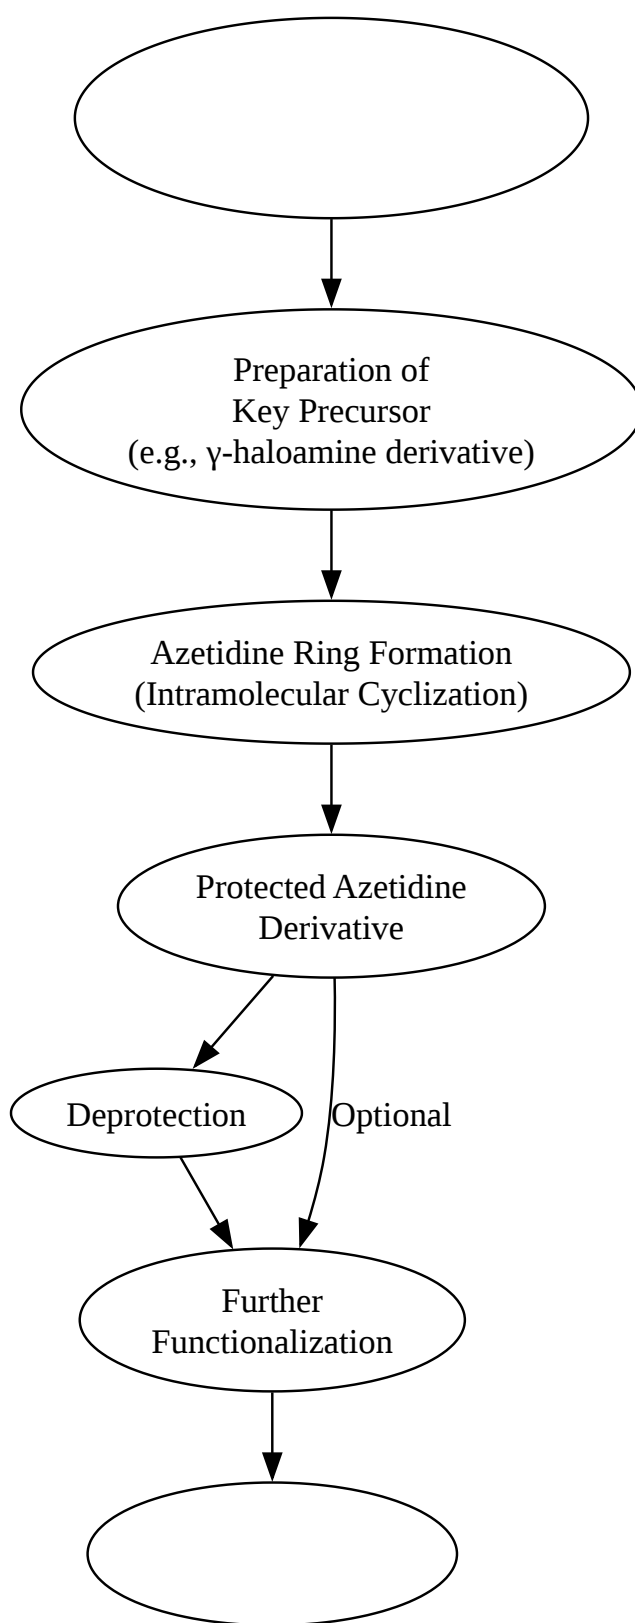 Preparation of
Key Precursor
(e.g., γ-haloamine derivative)
Azetidine Ring Formation
(Intramolecular Cyclization)
Protected Azetidine
Derivative
Deprotection
Optional
Further
Functionalization